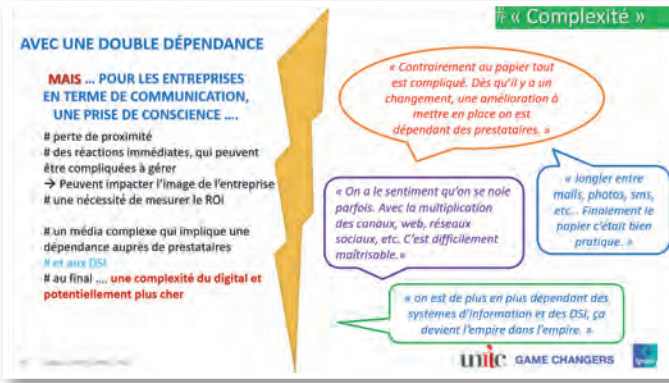 # « Complexité »
AVEC UNE DOUBLE DÉPENDANCE
MAIS ... POUR LES ENTREPRISES
EN TERME DE COMMUNICATION,
UNE PRISE DE CONSCIENCE ....
# perte de proximité
# des réactions immédiates, qui peuvent
être compliquées à gérer
→ Peuvent impacter l'image de l'entreprise
# une nécessité de mesurer le ROI
# un média complexe qui implique une
dépendance auprès de prestataires
# et aux DSI
# au final .... une complexité du digital et
potentiellement plus cher
« Contrairement au papier tout
est compliqué. Dès qu'il y a un
changement, une amélioration à
mettre en place on est
dépendant des prestataires. »
« On a le sentiment qu'on se noie
parfois. Avec la multiplication
des canaux, web, réseaux
sociaux, etc. C'est difficilement
maîtrisable.»
« longler entre
mails, photos, sms,
etc... Finalement le
papier c'était bien
pratique. »
« on est de plus en plus dépendant des
systèmes d'information et des DSI, ça
devient l'empire dans l'empire. »
uniic GAME CHANGERS Ipsos